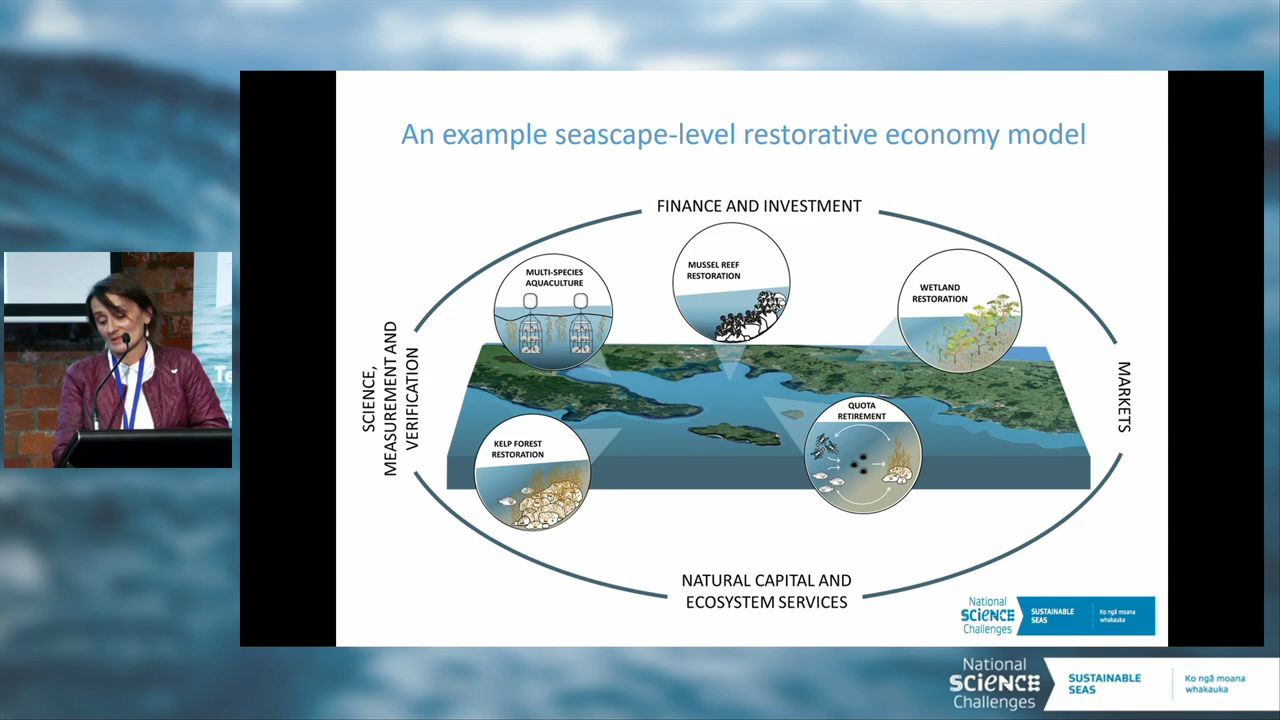 An example seascape-level restorative economy model
FINANCE AND INVESTMENT
MULTI-SPECIES
AQUACULTURE
MUSSEL REEF
RESTORATION
WETLAND
RESTORATION
SCIENCE,
MEASUREMENT AND
VERIFICATION
MARKETS
KELP FOREST
RESTORATION
QUOTA
RETIREMENT
NATURAL CAPITAL AND
ECOSYSTEM SERVICES
National
SCIENCE
Challenges
SUSTAINABLE
SEAS
Ko ngā moana
whakauka
National
SCIENCE
Challenges
SUSTAINABLE
SEAS
Ko ngā moana
whakauka